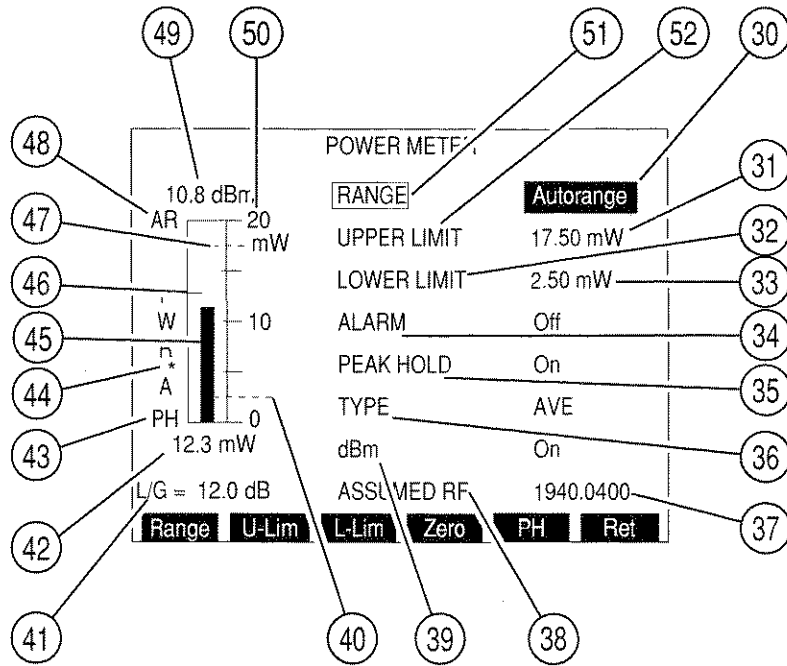 49 50 51 52 30
48
POWER METER
10.8 dBm
AR 20 RANGE Autorange
31
47
mW UPPER LIMIT 17.50 mW
32
46
LOWER LIMIT 2.50 mW
33
W 10 ALARM Off
45
34
*
44
A
PEAK HOLD On
35
PH 0 TYPE AVE
43
36
12.3 mW dBm On
L/G = 12.0 dB ASSUMED RF 1940.0400
37
42
Range U-Lim L-Lim Zero PH Ret
41 40 39 38